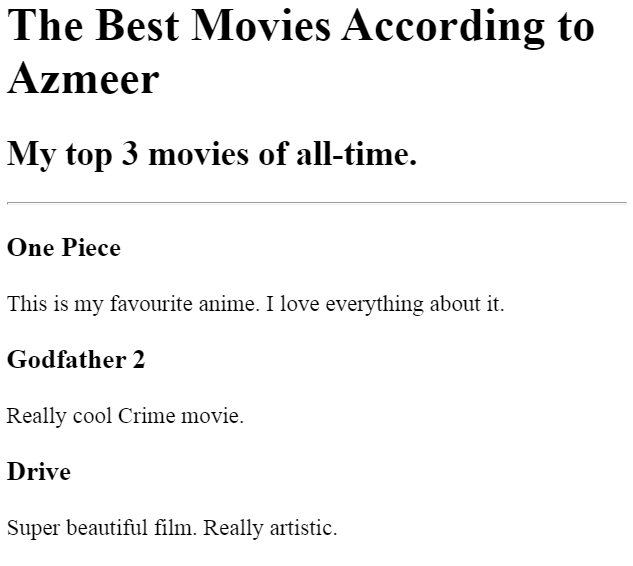 The Best Movies According to
Azmeer
My top 3 movies of all-time.
One Piece
This is my favourite anime. I love everything about it.
Godfather 2
Really cool Crime movie.
Drive
Super beautiful film. Really artistic.